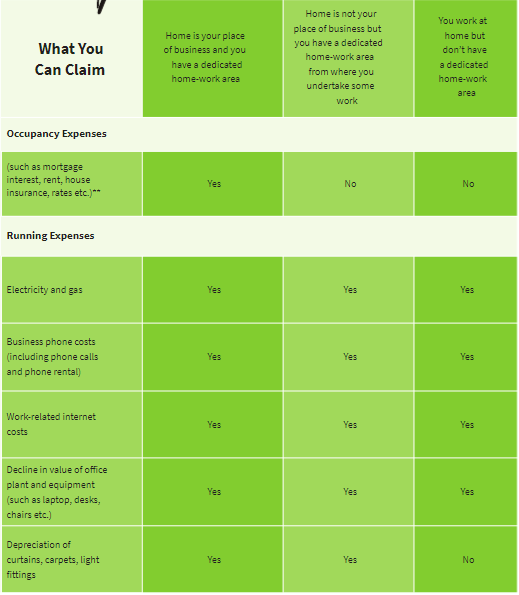 What You
Can Claim
Home is your place
of business and you
have a dedicated
home-work area
Home is not your
place of business but
you have a dedicated
home-work area
from where you
undertake some
work
You work at
home but
don't have
a dedicated
home-work
area
Occupancy Expenses
(such as mortgage
interest, rent, house
insurance, rates etc.)**
Yes
No
No
Running Expenses
Electricity and gas
Yes
Yes
Yes
Business phone costs
(including phone calls
and phone rental)
Yes
Yes
Yes
Work-related internet
costs
Yes
Yes
Yes
Decline in value of office
plant and equipment
(such as laptop, desks,
chairs etc.)
Yes
Yes
Yes
Depreciation of
curtains, carpets, light
fittings
Yes
Yes
No